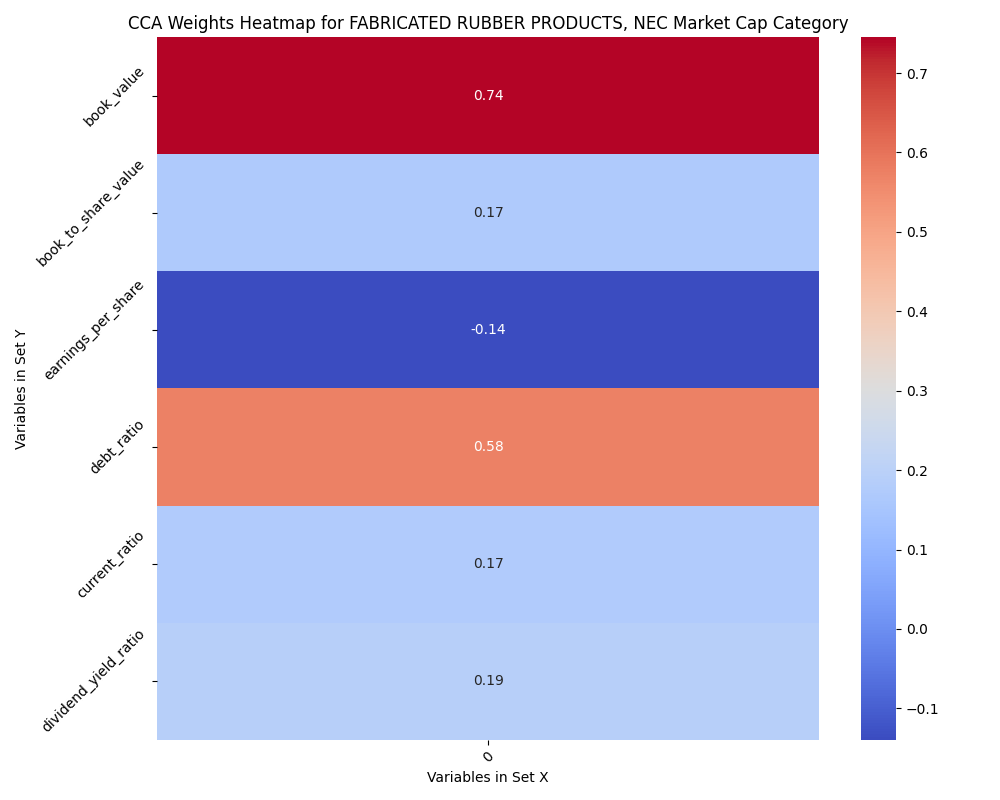 CCA Weights Heatmap for FABRICATED RUBBER PRODUCTS, NEC Market Cap Category
Variables in Set Y
book_value
0.74
book_to_share_value
0.17
earnings_per_share
-0.14
debt_ratio
0.58
current_ratio
0.17
dividend_yield_ratio
0.19
0
Variables in Set X
0.7
0.6
0.5
0.4
0.3
0.2
0.1
0.0
−0.1